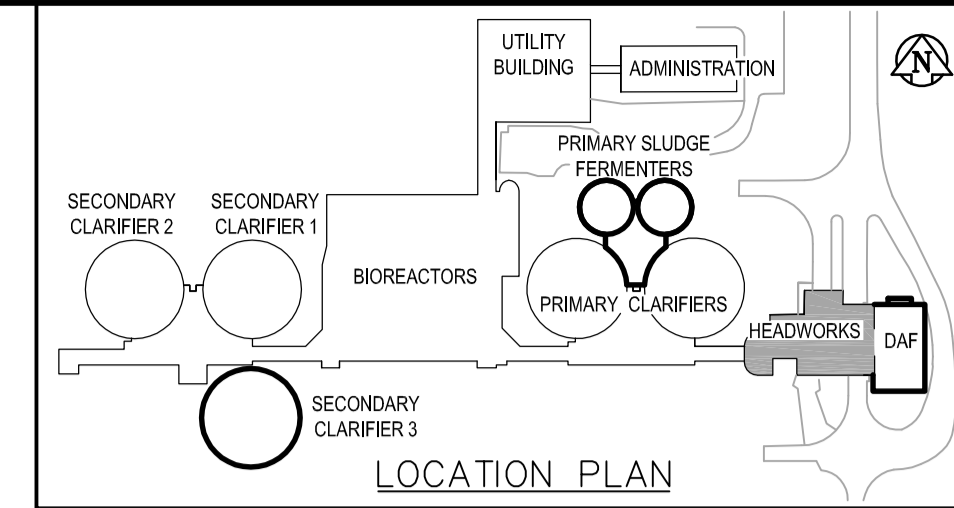 UTILITY
BUILDING
ADMINISTRATION
N
PRIMARY SLUDGE
FERMENTERS
SECONDARY
CLARIFIER 2
SECONDARY
CLARIFIER 1
BIOREACTORS
PRIMARY CLARIFIERS
HEADWORKS
DAF
SECONDARY
CLARIFIER 3
LOCATION PLAN